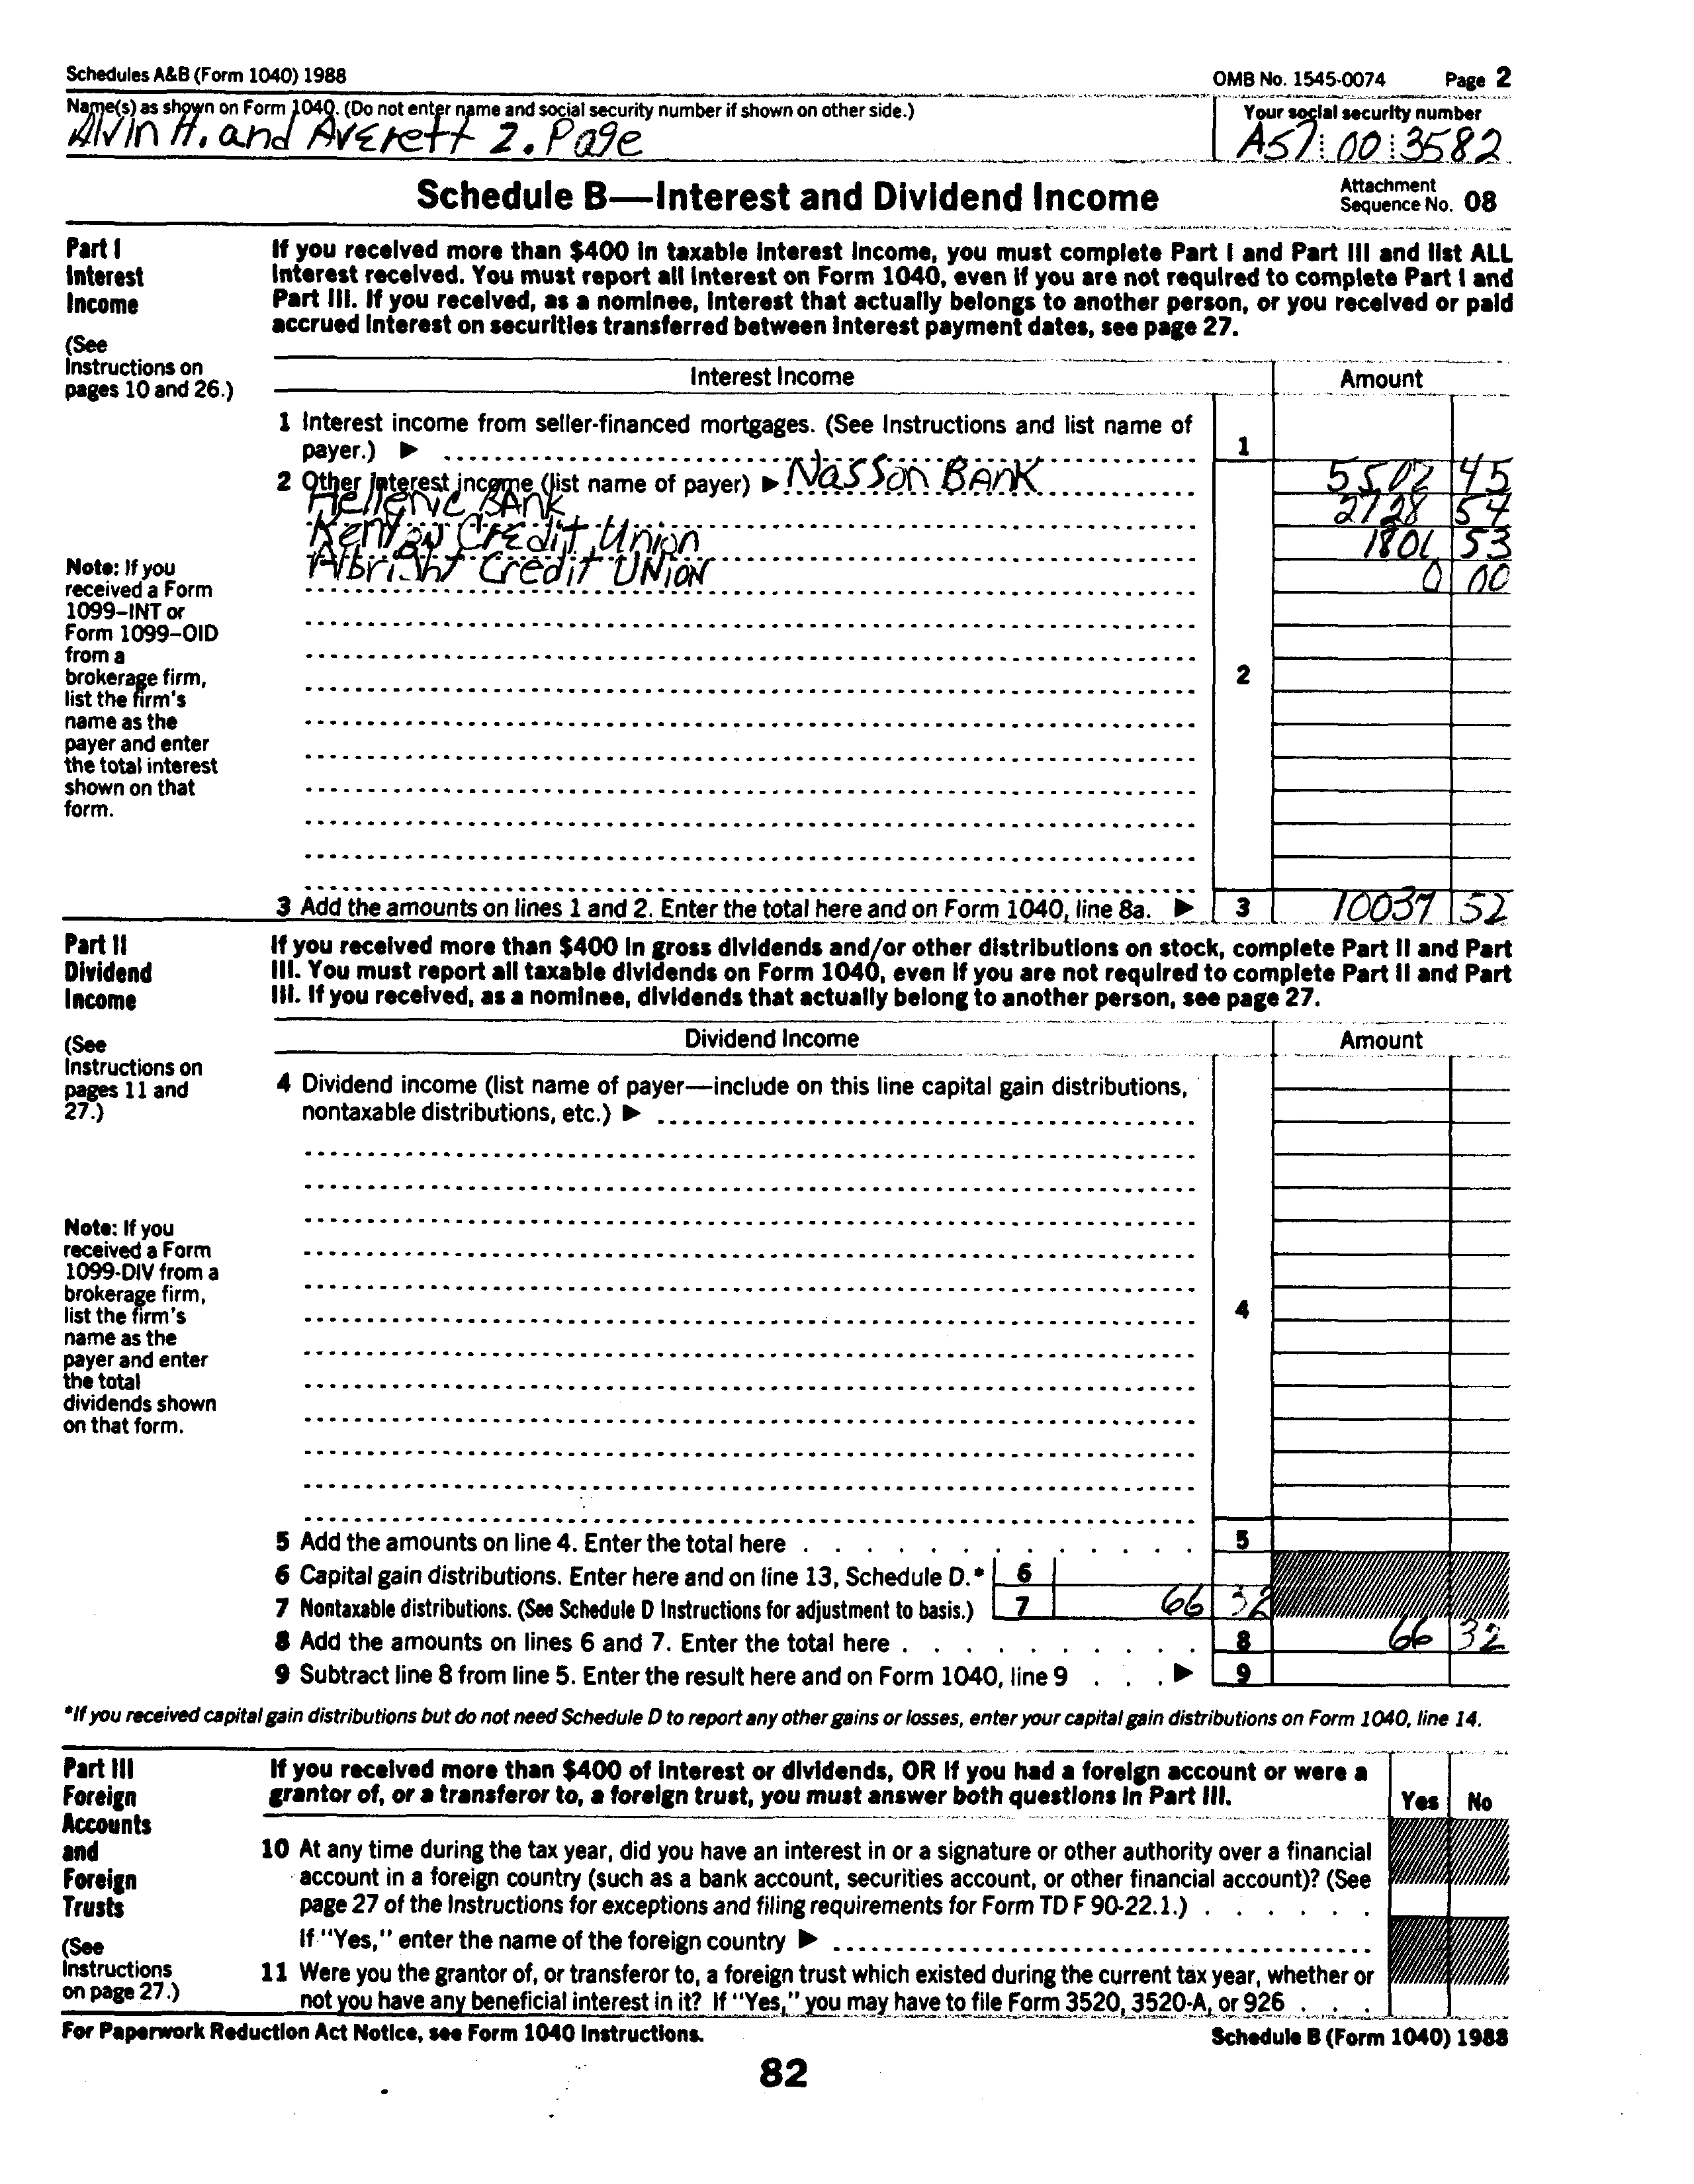 Schedules A&B (Form 1040) 1988 OMB No. 1545-0074 Page 2
Name(s) as shown on Form 1040. (Do not enter name and social security number if shown on other side.) Your social security number
Alvin H. and Averett 2. Page A57 00 3582
Schedule B—Interest and Dividend Income Attachment Sequence No. 08
Part I
Interest
Income
(See
Instructions on
pages 10 and 26.)
If you received more than $400 in taxable interest income, you must complete Part I and Part III and list ALL
interest received. You must report all interest on Form 1040, even if you are not required to complete Part I and
Part III. If you received, as a nominee, interest that actually belongs to another person, or you received or paid
accrued interest on securities transferred between interest payment dates, see page 27.
Interest Income Amount
1 Interest income from seller-financed mortgages. (See Instructions and list name of
payer.) ▶ 1
2 Other interest income (list name of payer) ▶ Nasson Bank 5502 45
Hellenic Bank 2728 54
Kenyon Credit Union 1801 53
Albright Credit Union 0 00
Note: If you
received a Form
1099–INT or
Form 1099–OID
from a
brokerage firm,
list the firm's
name as the
payer and enter
the total interest
shown on that
form.
2
3 Add the amounts on lines 1 and 2. Enter the total here and on Form 1040, line 8a. ▶ 3 10037 52
Part II
Dividend
Income
(See
Instructions on
pages 11 and
27.)
If you received more than $400 in gross dividends and/or other distributions on stock, complete Part II and Part
III. You must report all taxable dividends on Form 1040, even if you are not required to complete Part II and Part
III. If you received, as a nominee, dividends that actually belong to another person, see page 27.
Dividend Income Amount
4 Dividend income (list name of payer—include on this line capital gain distributions,
nontaxable distributions, etc.) ▶
Note: If you
received a Form
1099-DIV from a
brokerage firm,
list the firm's
name as the
payer and enter
the total
dividends shown
on that form.
4
5 Add the amounts on line 4. Enter the total here 5
6 Capital gain distributions. Enter here and on line 13, Schedule D.* 6
7 Nontaxable distributions. (See Schedule D Instructions for adjustment to basis.) 7 66 32
8 Add the amounts on lines 6 and 7. Enter the total here 8 66 32
9 Subtract line 8 from line 5. Enter the result here and on Form 1040, line 9 ▶ 9
*If you received capital gain distributions but do not need Schedule D to report any other gains or losses, enter your capital gain distributions on Form 1040, line 14.
Part III
Foreign
Accounts
and
Foreign
Trusts
(See
Instructions
on page 27.)
If you received more than $400 of interest or dividends, OR if you had a foreign account or were a
grantor of, or a transferor to, a foreign trust, you must answer both questions in Part III. Yes No
10 At any time during the tax year, did you have an interest in or a signature or other authority over a financial
account in a foreign country (such as a bank account, securities account, or other financial account)? (See
page 27 of the Instructions for exceptions and filing requirements for Form TD F 90-22.1.)
If "Yes," enter the name of the foreign country ▶
11 Were you the grantor of, or transferor to, a foreign trust which existed during the current tax year, whether or
not you have any beneficial interest in it? If "Yes," you may have to file Form 3520, 3520-A, or 926
For Paperwork Reduction Act Notice, see Form 1040 Instructions. Schedule B (Form 1040) 1988
82